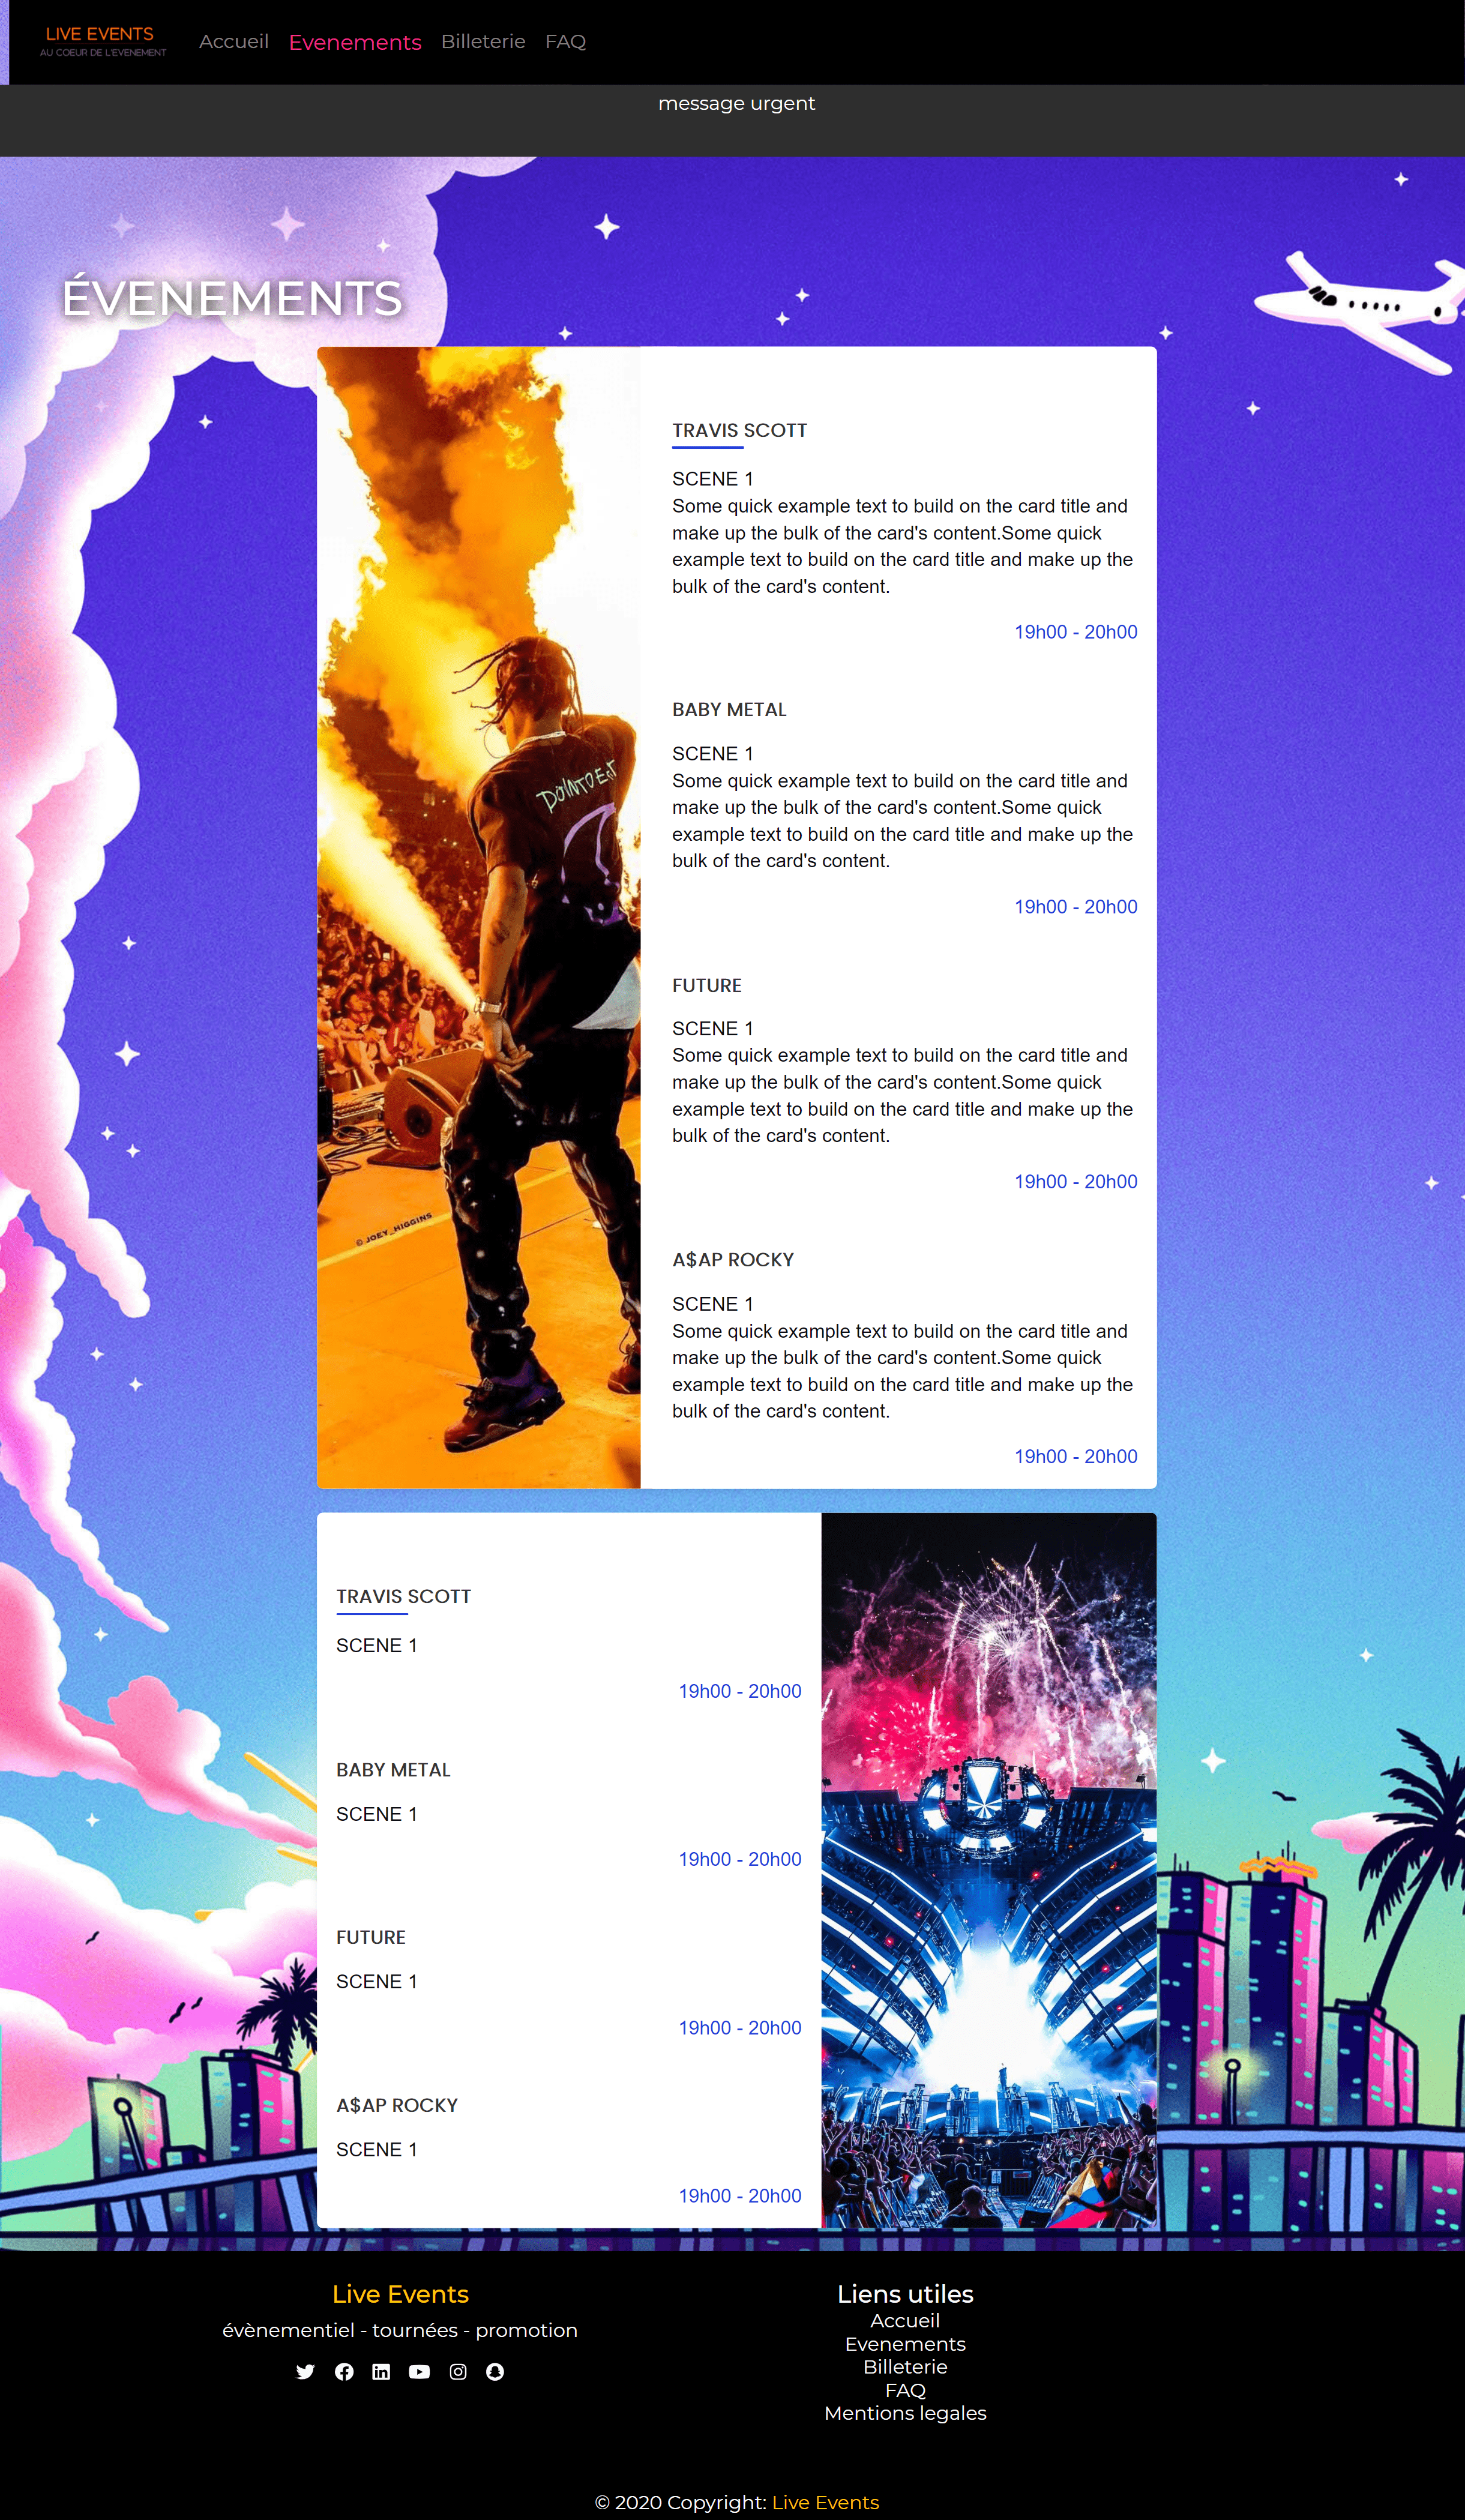 LIVE EVENTS
AU COEUR DE L'EVENEMENT
Accueil Evenements Billeterie FAQ
message urgent
ÉVENEMENTS
TRAVIS SCOTT
SCENE 1
Some quick example text to build on the card title and
make up the bulk of the card's content.Some quick
example text to build on the card title and make up the
bulk of the card's content.
19h00 - 20h00
BABY METAL
SCENE 1
Some quick example text to build on the card title and
make up the bulk of the card's content.Some quick
example text to build on the card title and make up the
bulk of the card's content.
19h00 - 20h00
FUTURE
SCENE 1
Some quick example text to build on the card title and
make up the bulk of the card's content.Some quick
example text to build on the card title and make up the
bulk of the card's content.
19h00 - 20h00
A$AP ROCKY
SCENE 1
Some quick example text to build on the card title and
make up the bulk of the card's content.Some quick
example text to build on the card title and make up the
bulk of the card's content.
19h00 - 20h00
© JOEY_HIGGINS
TRAVIS SCOTT
SCENE 1
19h00 - 20h00
BABY METAL
SCENE 1
19h00 - 20h00
FUTURE
SCENE 1
19h00 - 20h00
A$AP ROCKY
SCENE 1
19h00 - 20h00
Live Events
évènementiel - tournées - promotion
Liens utiles
Accueil
Evenements
Billeterie
FAQ
Mentions legales
© 2020 Copyright: Live Events